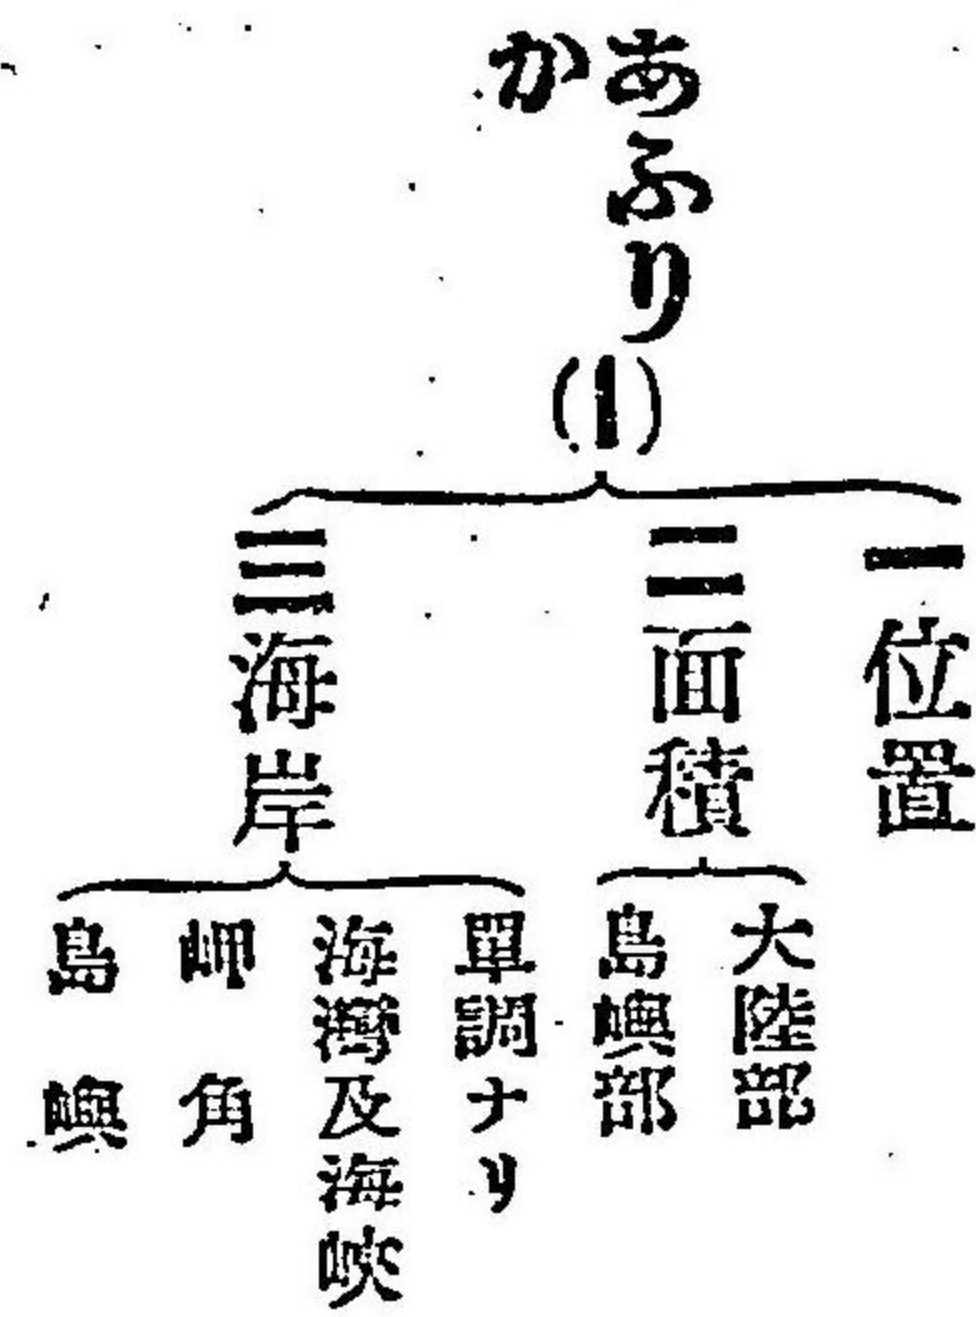 あふりか
(一)
一位置
二面積
大陸部
島嶼部
三海岸
單調ナリ
海灣及海峽
岬角
島嶼